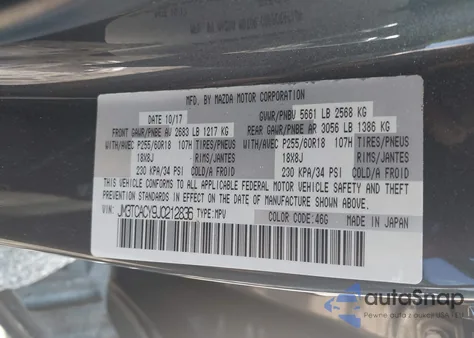 MFG. BY MAZDA MOTOR CORPORATION
DATE 10/17
GVWR/PNBV 5661 LB 2568 KG
FRONT GAWR/PNBE AV 2683 LB 1217 KG
REAR GAWR/PNBE AR 3056 LB 1386 KG
WITH/AVEC P255/60R18 107H TIRES/PNEUS
WITH/AVEC P255/60R18 107H TIRES/PNEUS
18X8J RIMS/JANTES
18X8J RIMS/JANTES
230 KPA/34 PSI COLD/A FROID
230 KPA/34 PSI COLD/A FROID
THIS VEHICLE CONFORMS TO ALL APPLICABLE FEDERAL MOTOR VEHICLE SAFETY AND THEFT
PREVENTION STANDARDS IN EFFECT ON THE DATE OF MANUFACTURE SHOWN ABOVE.
VIN: JM3TCACY9J0212836 TYPE:MPV
COLOR CODE:46G MADE IN JAPAN
autoSnap
Pewne auto z aukcji USA